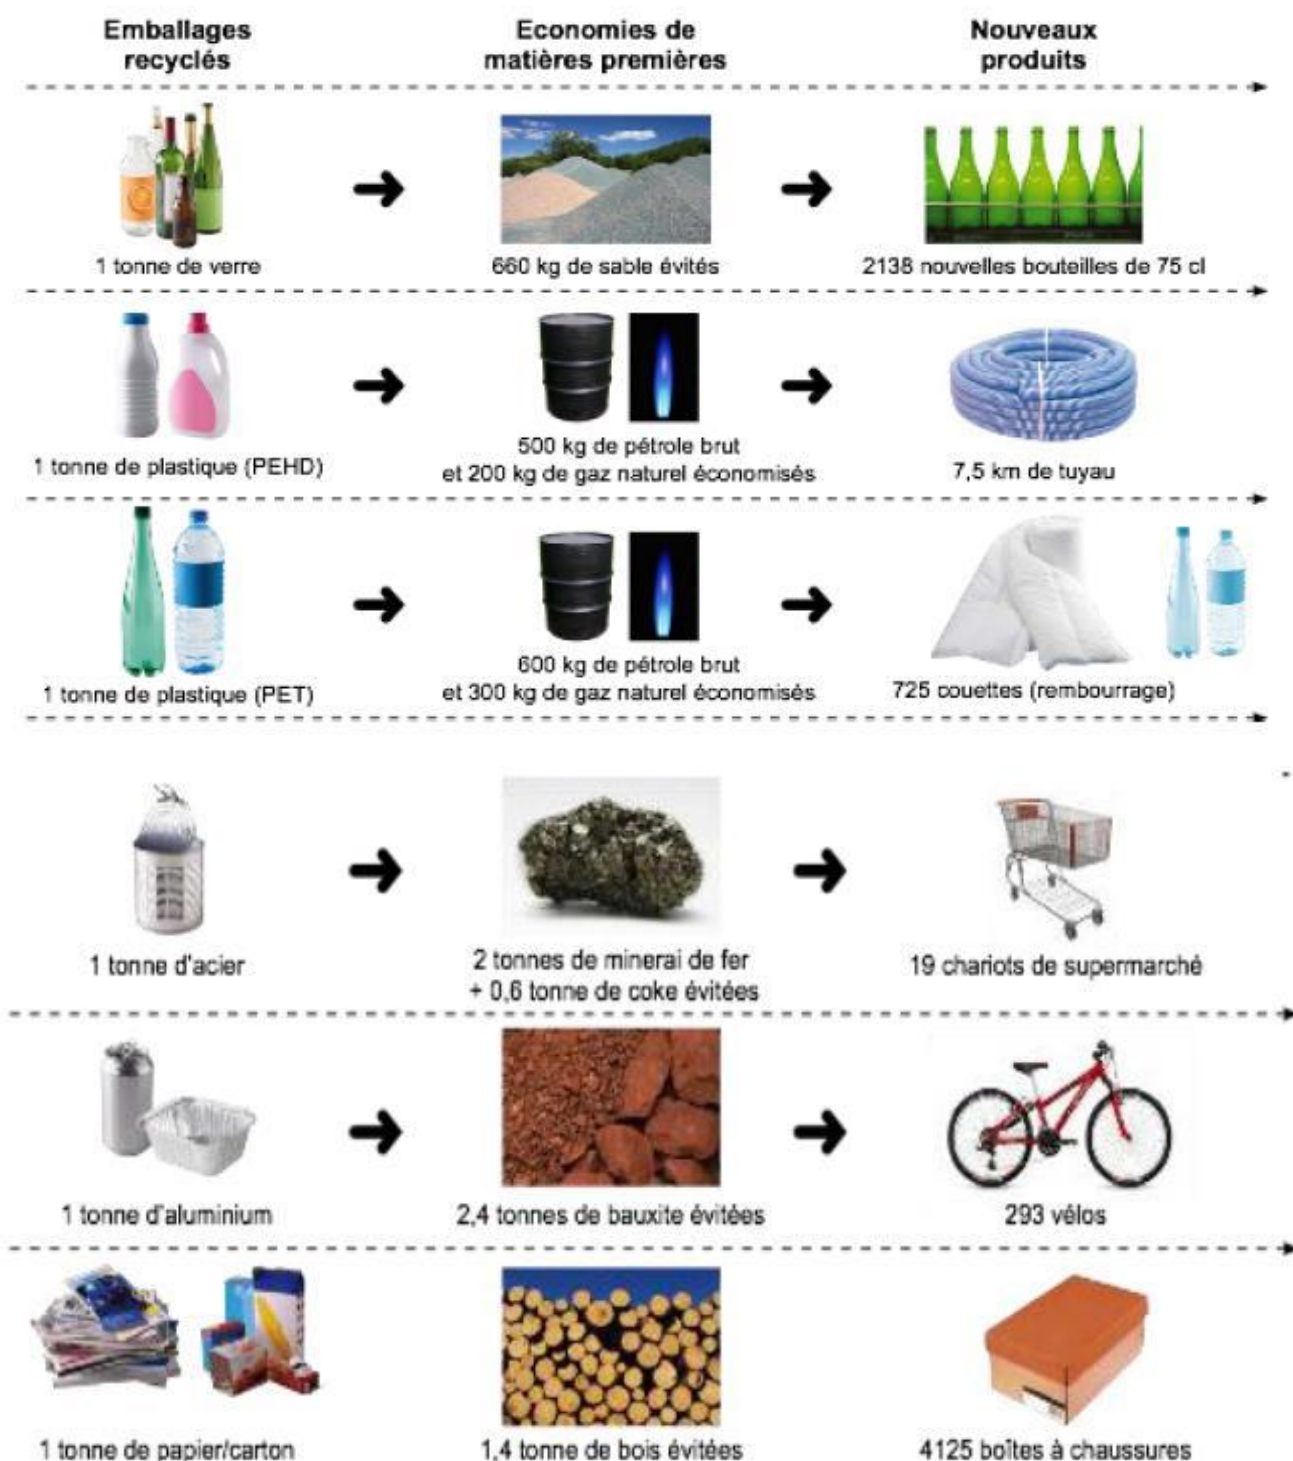 Emballages
recyclés
Economies de
matières premières
Nouveaux
produits
1 tonne de verre
660 kg de sable évités
2138 nouvelles bouteilles de 75 cl
1 tonne de plastique (PEHD)
500 kg de pétrole brut
et 200 kg de gaz naturel économisés
7,5 km de tuyau
1 tonne de plastique (PET)
600 kg de pétrole brut
et 300 kg de gaz naturel économisés
725 couettes (rembourrage)
1 tonne d'acier
2 tonnes de minerai de fer
+ 0,6 tonne de coke évitées
19 chariots de supermarché
1 tonne d'aluminium
2,4 tonnes de bauxite évitées
293 vélos
1 tonne de papier/carton
1,4 tonne de bois évitées
4125 boîtes à chaussures